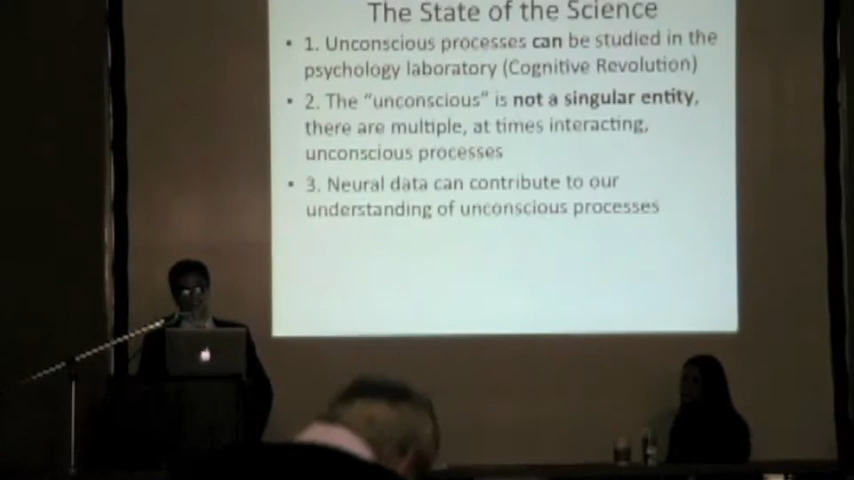 The State of the Science
• 1. Unconscious processes can be studied in the
psychology laboratory (Cognitive Revolution)
• 2. The “unconscious” is not a singular entity,
there are multiple, at times interacting,
unconscious processes
• 3. Neural data can contribute to our
understanding of unconscious processes